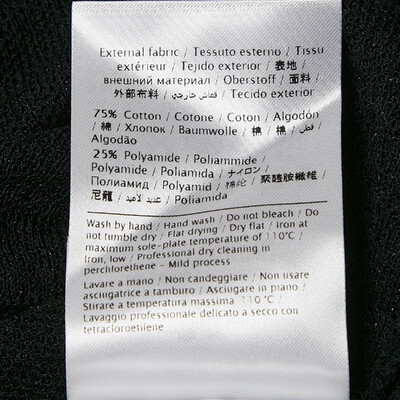 External fabric / Tessuto esterno / Tissu
extérieur / Tejido exterior / 表地 /
внешний материал / Oberstoff / 面料 /
外部布料 / قماش خارجي / Tecido exterior
75% Cotton / Cotone / Coton / Algodón
/ 綿 / Хлопок / Baumwolle / 棉 / 棉 / قطن /
Algodão
25% Polyamide / Poliammide /
Polyamide / Poliamida / ナイロン /
Полиамид / Polyamid / 锦纶 / 聚醯胺纖維 /
尼龍 / عديد الأميد / Poliamida
Wash by hand / Hand wash / Do not bleach / Do
not tumble dry / Flat drying / Dry flat / Iron at
maximum sole-plate temperature of 110°C /
Iron, low / Professional dry cleaning in
perchlorethene - Mild process
Lavare a mano / Non candeggiare / Non usare
asciugatrice a tamburo / Asciugare in piano /
Stirare a temperatura massima 110°C /
Lavaggio professionale delicato a secco con
tetracloroetilene